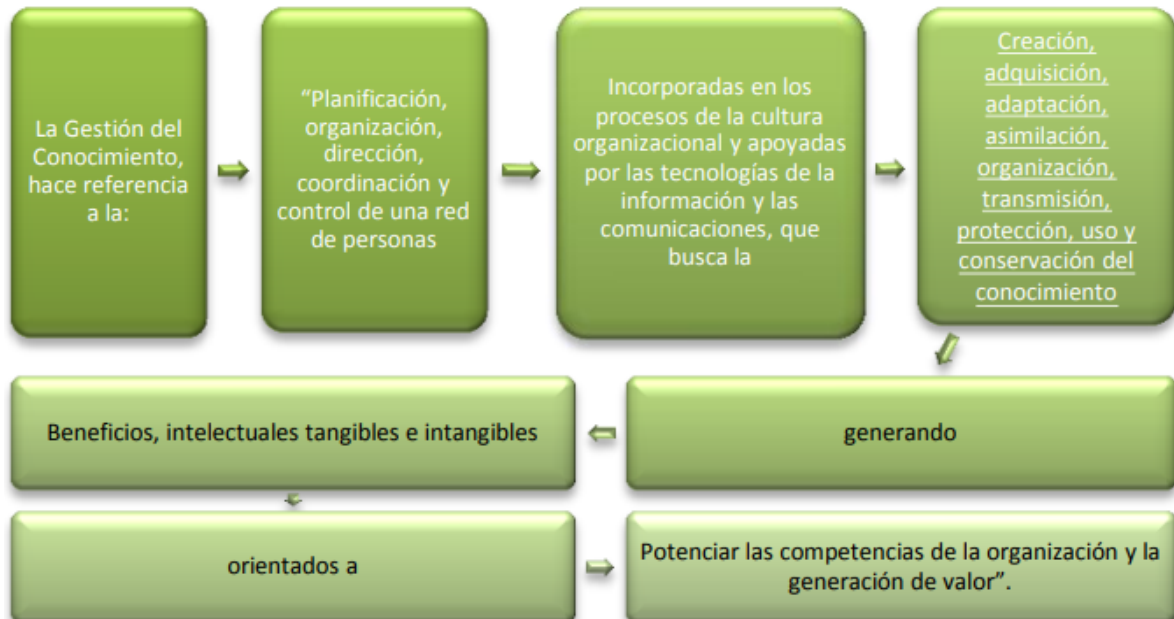 La Gestión del
Conocimiento,
hace referencia
a la:
“Planificación,
organización,
dirección,
coordinación y
control de una red
de personas
Incorporadas en los
procesos de la cultura
organizacional y apoyadas
por las tecnologías de la
información y las
comunicaciones, que
busca la
Creación,
adquisición,
adaptación,
asimilación,
organización,
transmisión,
protección, uso y
conservación del
conocimiento
generando
Beneficios, intelectuales tangibles e intangibles
orientados a
Potenciar las competencias de la organización y la
generación de valor”.